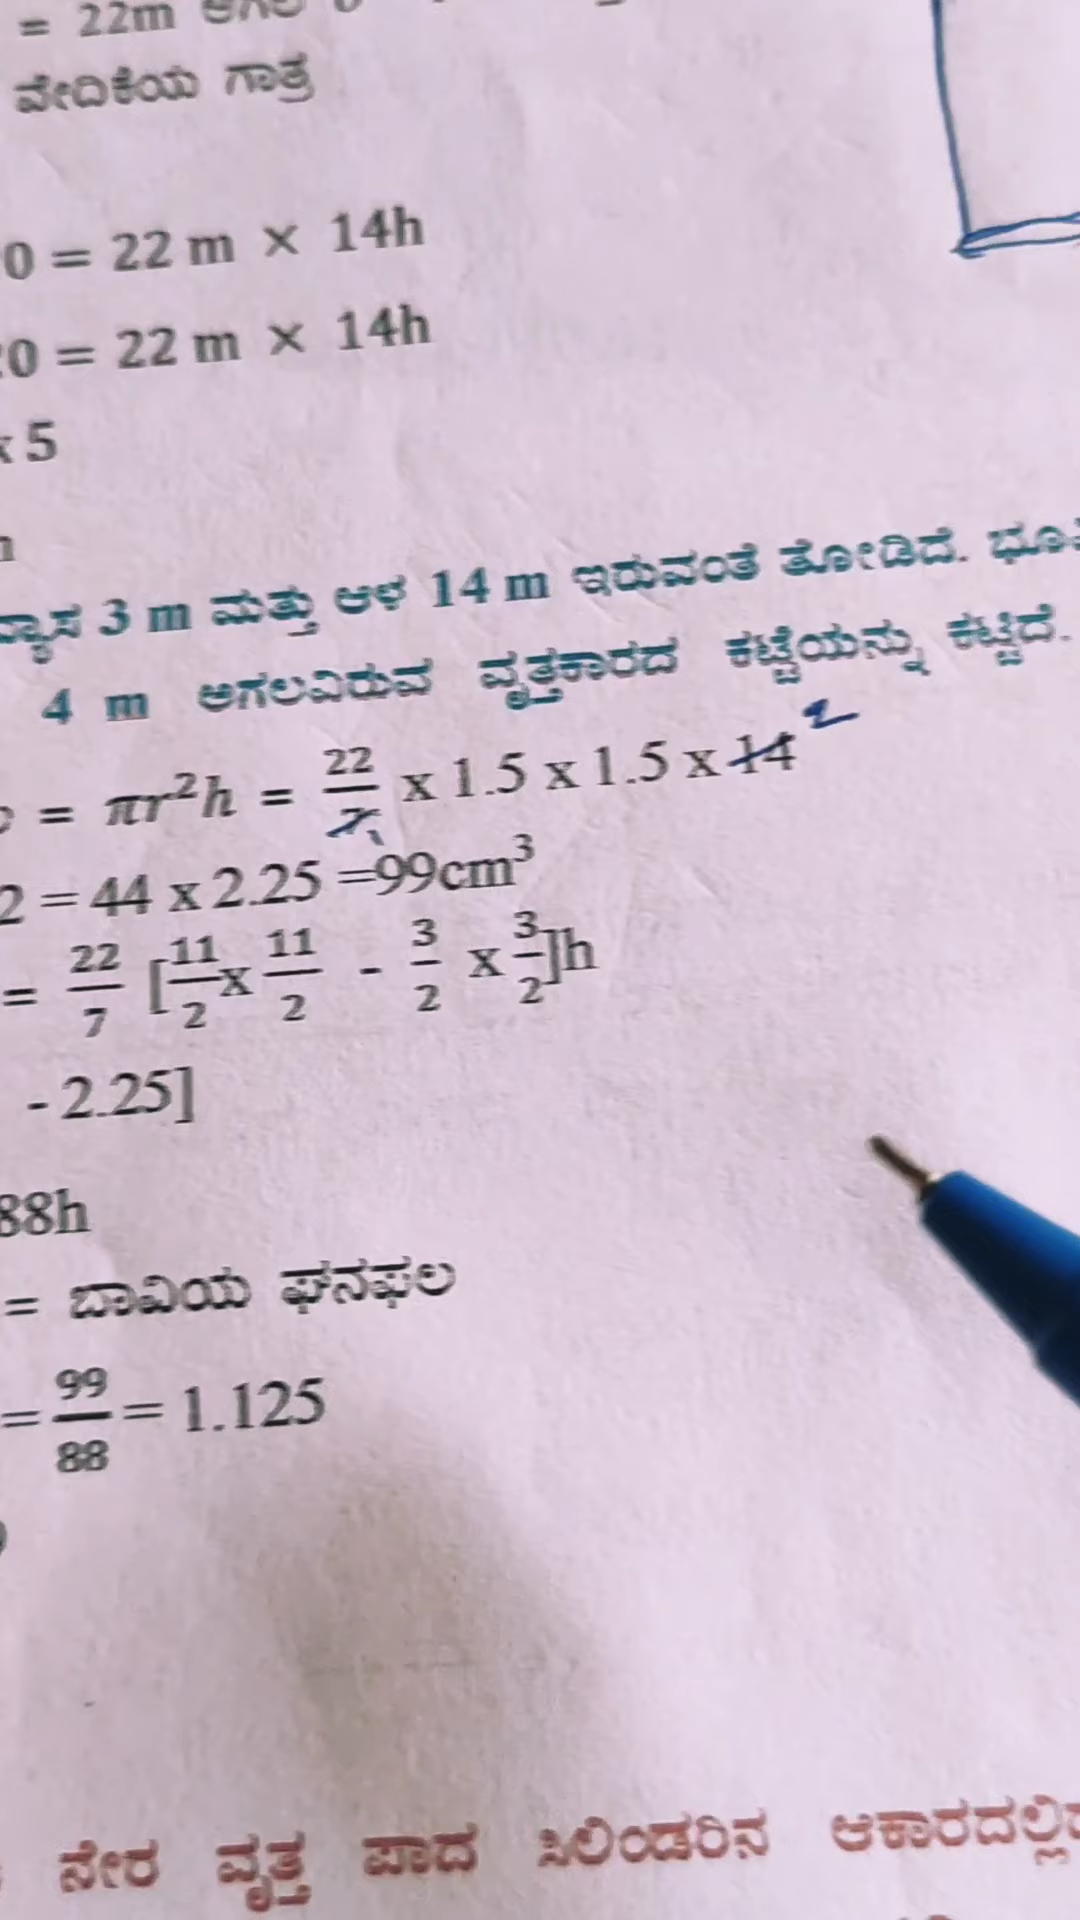 = 22m
ವೇದಿಕೆಯ ಗಾತ್ರ
0 = 22 m × 14h
0 = 22 m × 14h
x 5
ವ್ಯಾಸ 3 m ಮತ್ತು ಆಳ 14 m ಇರುವಂತೆ ತೋಡಿದೆ.
4 m ಅಗಲವಿರುವ ವೃತ್ತಕಾರದ ಕಟ್ಟೆಯನ್ನು ಕಟ್ಟಿದೆ.
= πr²h = 22/7 x 1.5 x 1.5 x 14 2
2 = 44 x 2.25 =99cm³
= 22/7 [11/2 x 11/2 - 3/2 x 3/2]h
- 2.25]
88h
= ಬಾವಿಯ ಘನಫಲ
= 99/88 = 1.125
ನೇರ ವೃತ್ತ ಪಾದ ಸಿಲಿಂಡರಿನ